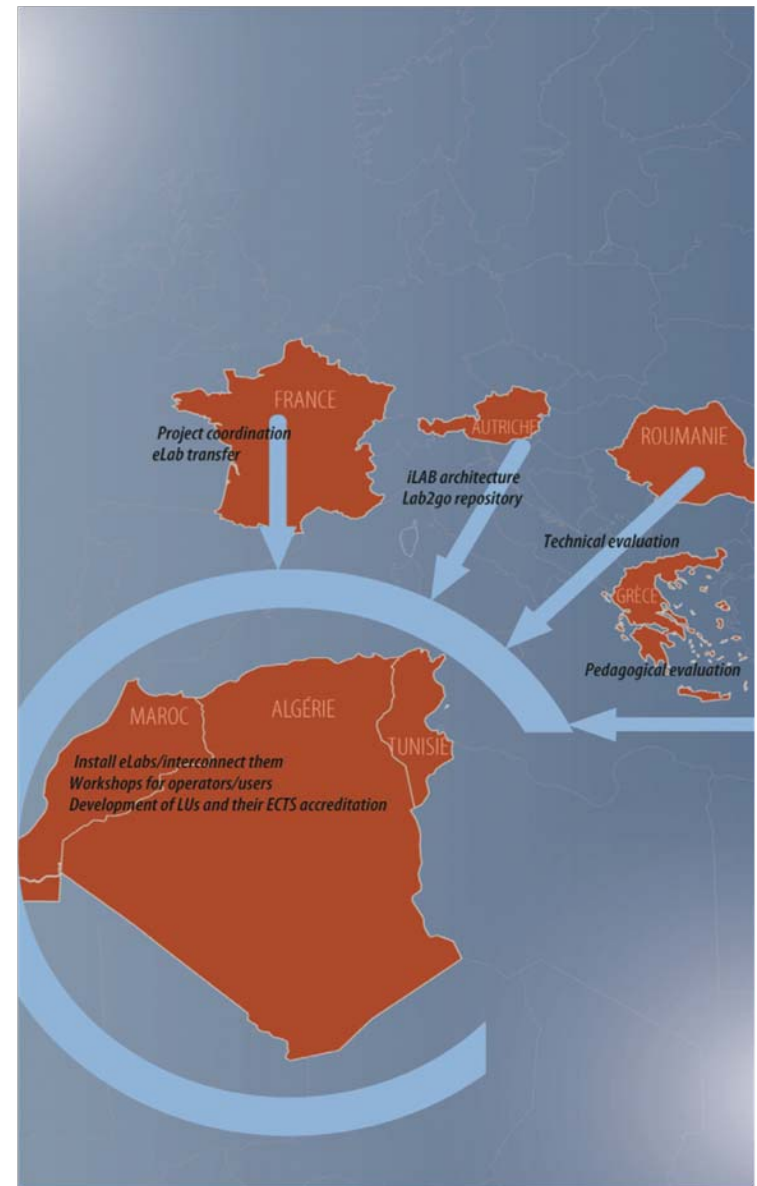 FRANCE
Project coordination
eLab transfer
AUTRICHE
iLAB architecture
Lab2go repository
ROUMANIE
Technical evaluation
GRÈCE
Pedagogical evaluation
MAROC
ALGÉRIE
TUNISIE
Install eLabs/interconnect them
Workshops for operators/users
Development of LUs and their ECTS accreditation